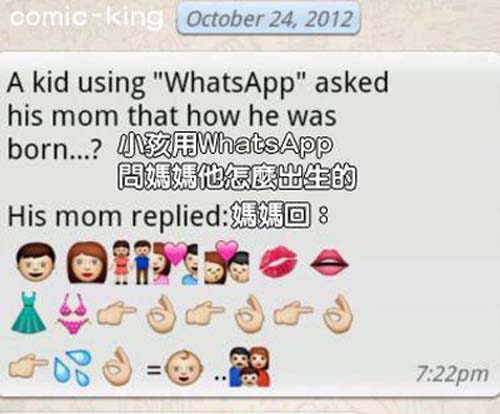 comic-king
October 24, 2012
A kid using "WhatsApp" asked
his mom that how he was
born...?
小孩用WhatsApp
問媽媽他怎麼出生的
His mom replied:媽媽回：
=
..
7:22pm